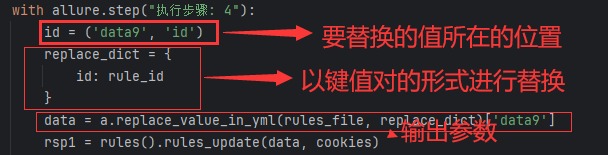 with allure.step("执行步骤: 4"):
id = ('data9', 'id')
要替换的值所在的位置
replace_dict = {
id: rule_id
以键值对的形式进行替换
}
data = a.replace_value_in_yml(rules_file, replace_dict)['data9']
输出参数
rsp1 = rules().rules_update(data, cookies)